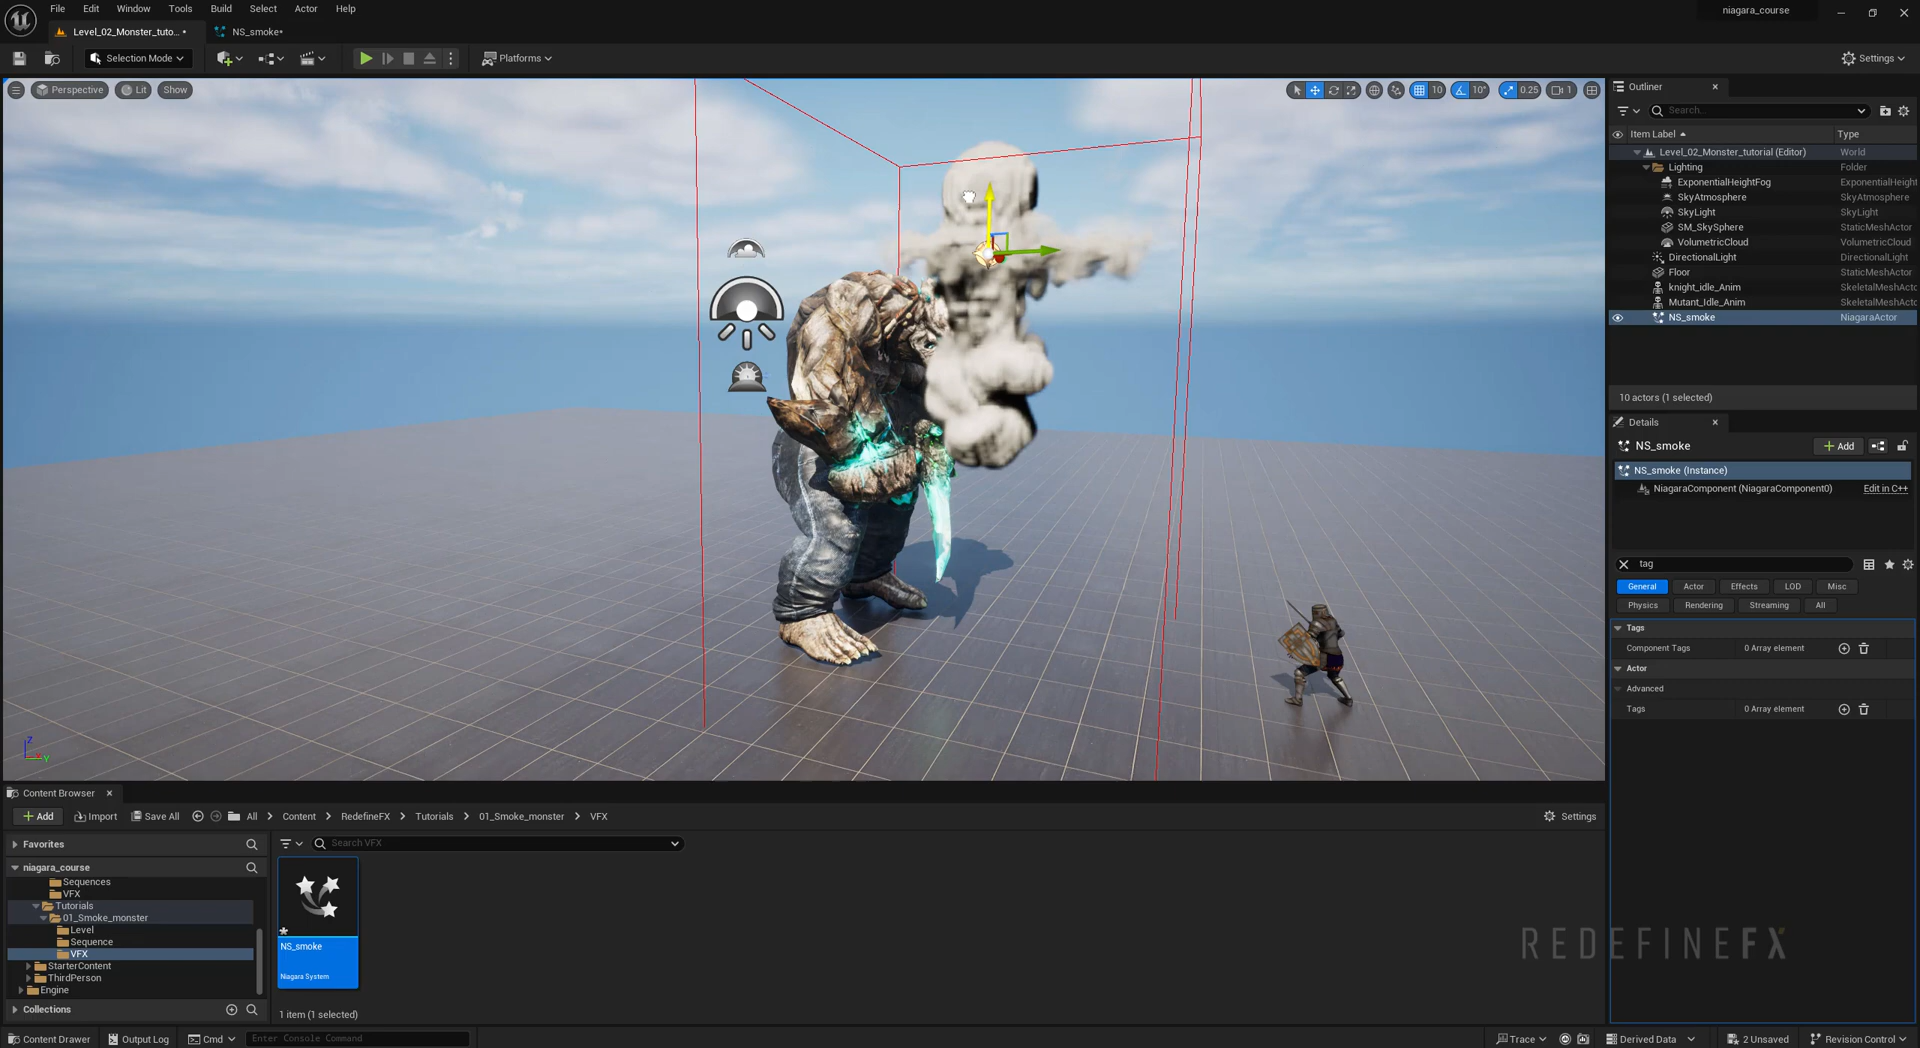 File Edit Window Tools Build Select Actor Help
niagara_course
Level_02_Monster_tuto... •
NS_smoke•
Selection Mode
Platforms
Settings
Perspective
Lit
Show
10
10°
0.25
1
Outliner
Search...
Item Label
Type
Level_02_Monster_tutorial (Editor) World
Lighting Folder
ExponentialHeightFog ExponentialHeight
SkyAtmosphere SkyAtmosphere
SkyLight SkyLight
SM_SkySphere StaticMeshActor
VolumetricCloud VolumetricCloud
DirectionalLight DirectionalLight
Floor StaticMeshActor
knight_idle_Anim SkeletalMeshActo
Mutant_Idle_Anim SkeletalMeshActo
NS_smoke NiagaraActor
10 actors (1 selected)
Details
NS_smoke
Add
NS_smoke (Instance)
NiagaraComponent (NiagaraComponent0) Edit in C++
tag
General Actor Effects LOD Misc
Physics Rendering Streaming All
Tags
Component Tags 0 Array element
Actor
Advanced
Tags 0 Array element
Z
Y
Content Browser
Add Import Save All All > Content > RedefineFX > Tutorials > 01_Smoke_monster > VFX
Settings
Favorites
niagara_course
Sequences
VFX
Tutorials
01_Smoke_monster
Level
Sequence
VFX
StarterContent
ThirdPerson
Engine
Collections
Search VFX
NS_smoke
Niagara System
1 item (1 selected)
REDEFINEFX
Content Drawer Output Log Cmd Enter Console Command
Trace Derived Data 2 Unsaved Revision Control